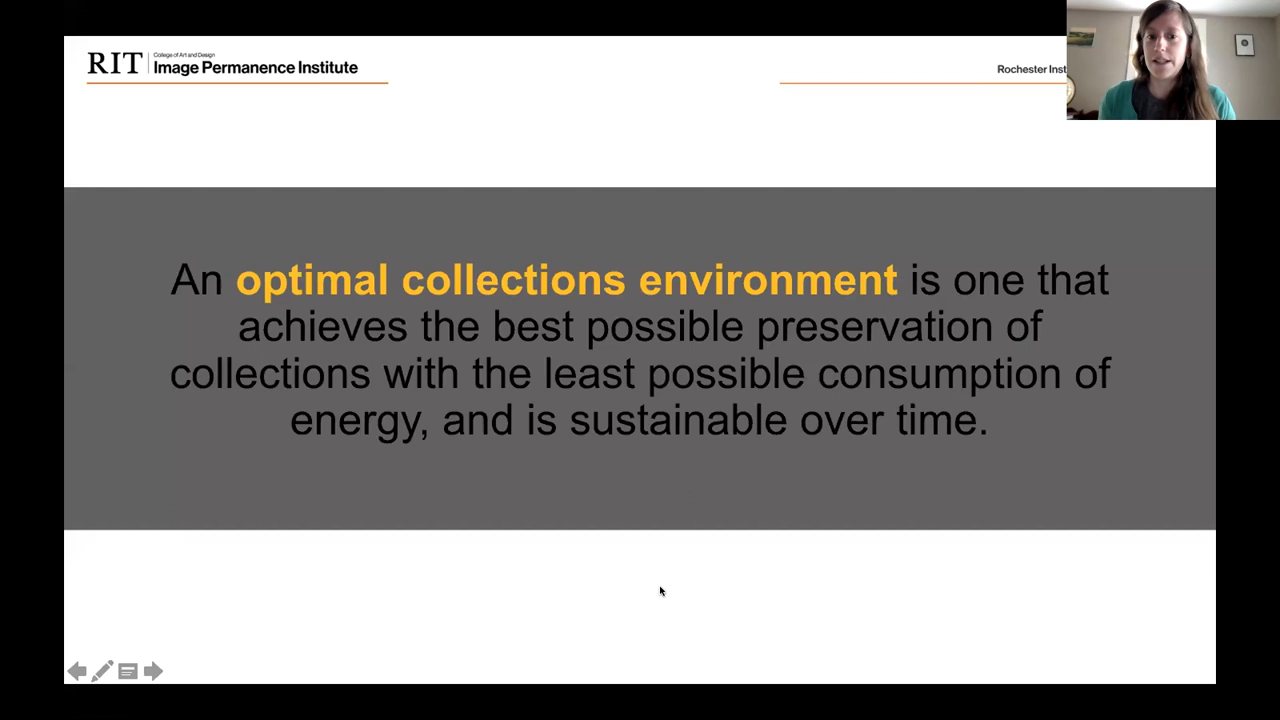 RIT
College of Art and Design
Image Permanence Institute
Rochester Inst
An optimal collections environment is one that
achieves the best possible preservation of
collections with the least possible consumption of
energy, and is sustainable over time.